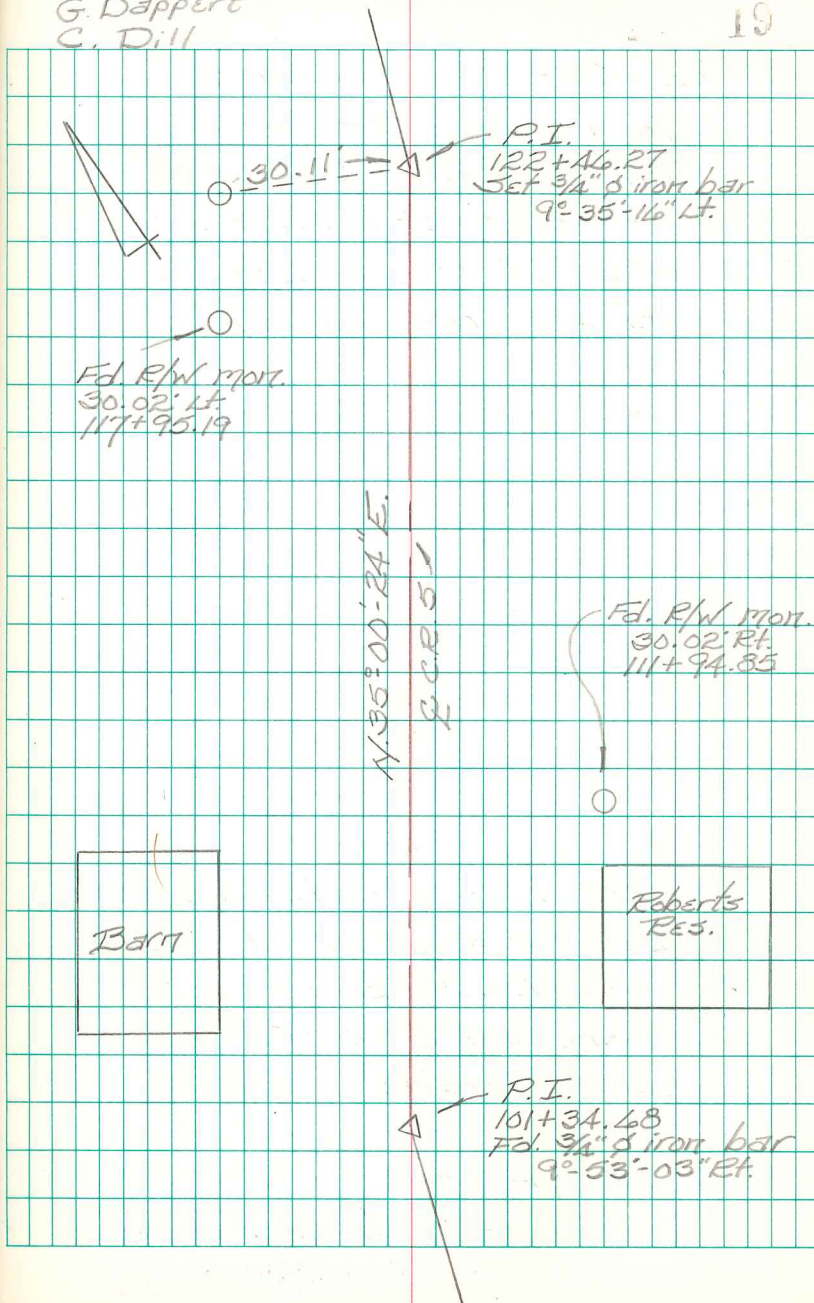 G. Dappert
C. Dill
19
P.I.
122+46.27
Set 3/4" ø iron bar
9°-35'-16" Lt.
30.11'
Fd. R/W mon.
30.02' Lt.
117+95.19
N.35°-00'-24" E.
℄ C.R. 5
Fd. R/W mon.
30.02' Rt.
111+94.85
Barn
Roberts
Res.
P.I.
101+34.68
Fd. 3/4" ø iron bar
9°-53'-03" Rt.